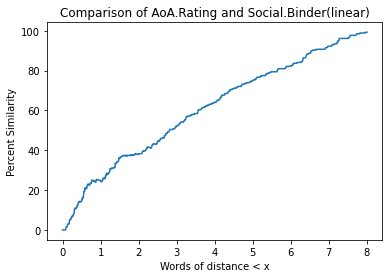 Comparison of AoA.Rating and Social.Binder(linear)
Percent Similarity
100
80
60
40
20
0
0 1 2 3 4 5 6 7 8
Words of distance < x